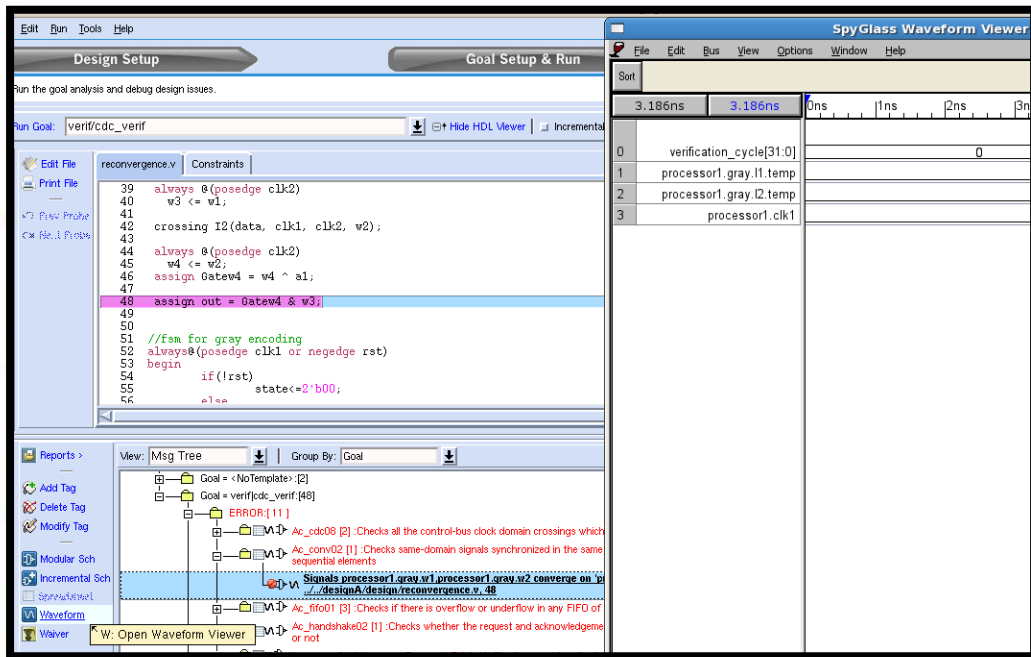 Edit Run Tools Help
Design Setup
Goal Setup & Run
Run the goal analysis and debug design issues.
Run Goal: verif/cdc_verif
Hide HDL Viewer
Incremental
Edit File
Print File
Prev Probe
Next Probe
reconvergence.v Constraints
39 always @(posedge clk2)
40 w3 <= w1;
41
42 crossing I2(data, clk1, clk2, w2);
43
44 always @(posedge clk2)
45 w4 <= w2;
46 assign Gatew4 = w4 ^ a1;
47
48 assign out = Gatew4 & w3;
49
50
51 //fsm for gray encoding
52 always@(posedge clk1 or negedge rst)
53 begin
54 if(!rst)
55 state<=2'b00;
56 else
Reports >
Add Tag
Delete Tag
Modify Tag
Modular Sch
Incremental Sch
Spreadsheet
Waveform
Waiver
W: Open Waveform Viewer
View: Msg Tree Group By: Goal
Goal = <NoTemplate>:[2]
Goal = verif|cdc_verif:[48]
ERROR:[ 11 ]
Ac_cdc08 [2] :Checks all the control-bus clock domain crossings which
Ac_conv02 [1] :Checks same-domain signals synchronized in the same
sequential elements
Signals processor1.gray.w1,processor1.gray.w2 converge on 'p
../../designA/design/reconvergence.v, 48
Ac_fifo01 [3] :Checks if there is overflow or underflow in any FIFO of
Ac_handshake02 [1] :Checks whether the request and acknowledgeme
or not
SpyGlass Waveform Viewer
File Edit Bus View Options Window Help
Sort
3.186ns 3.186ns 0ns 1ns 2ns 3n
0 verification_cycle[31:0] 0
1 processor1.gray.I1.temp
2 processor1.gray.I2.temp
3 processor1.clk1